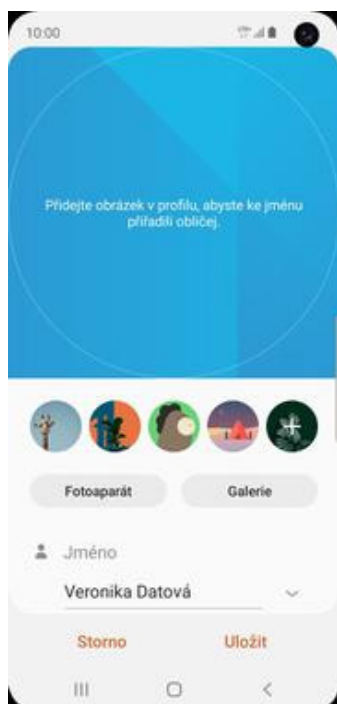 10:00
Přidejte obrázek v profilu, abyste ke jménu
přiřadili obličej.
Fotoaparát
Galerie
Jméno
Veronika Datová
Storno
Uložit